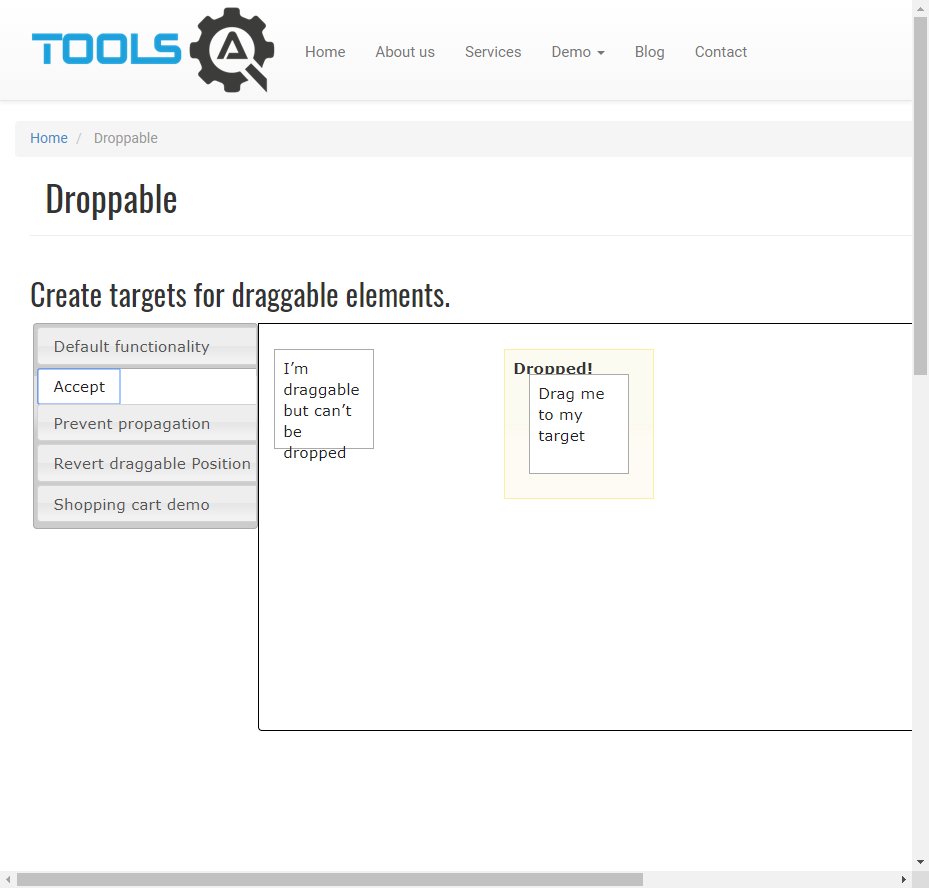 TOOLS A
Home About us Services Demo Blog Contact
Home / Droppable
Droppable
Create targets for draggable elements.
Default functionality
Accept
Prevent propagation
Revert draggable Position
Shopping cart demo
I'm
draggable
but can't
be
dropped
Dropped!
Drag me
to my
target